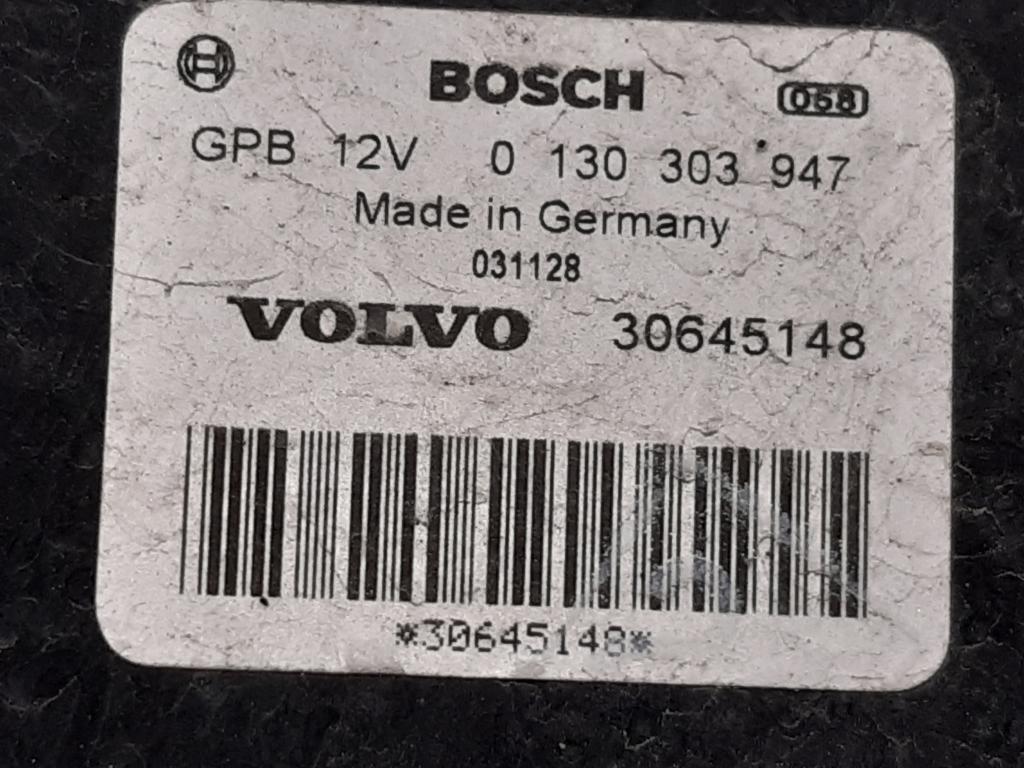 BOSCH 058
GPB 12V 0 130 303 947
Made in Germany
031128
VOLVO 30645148
*30645148*